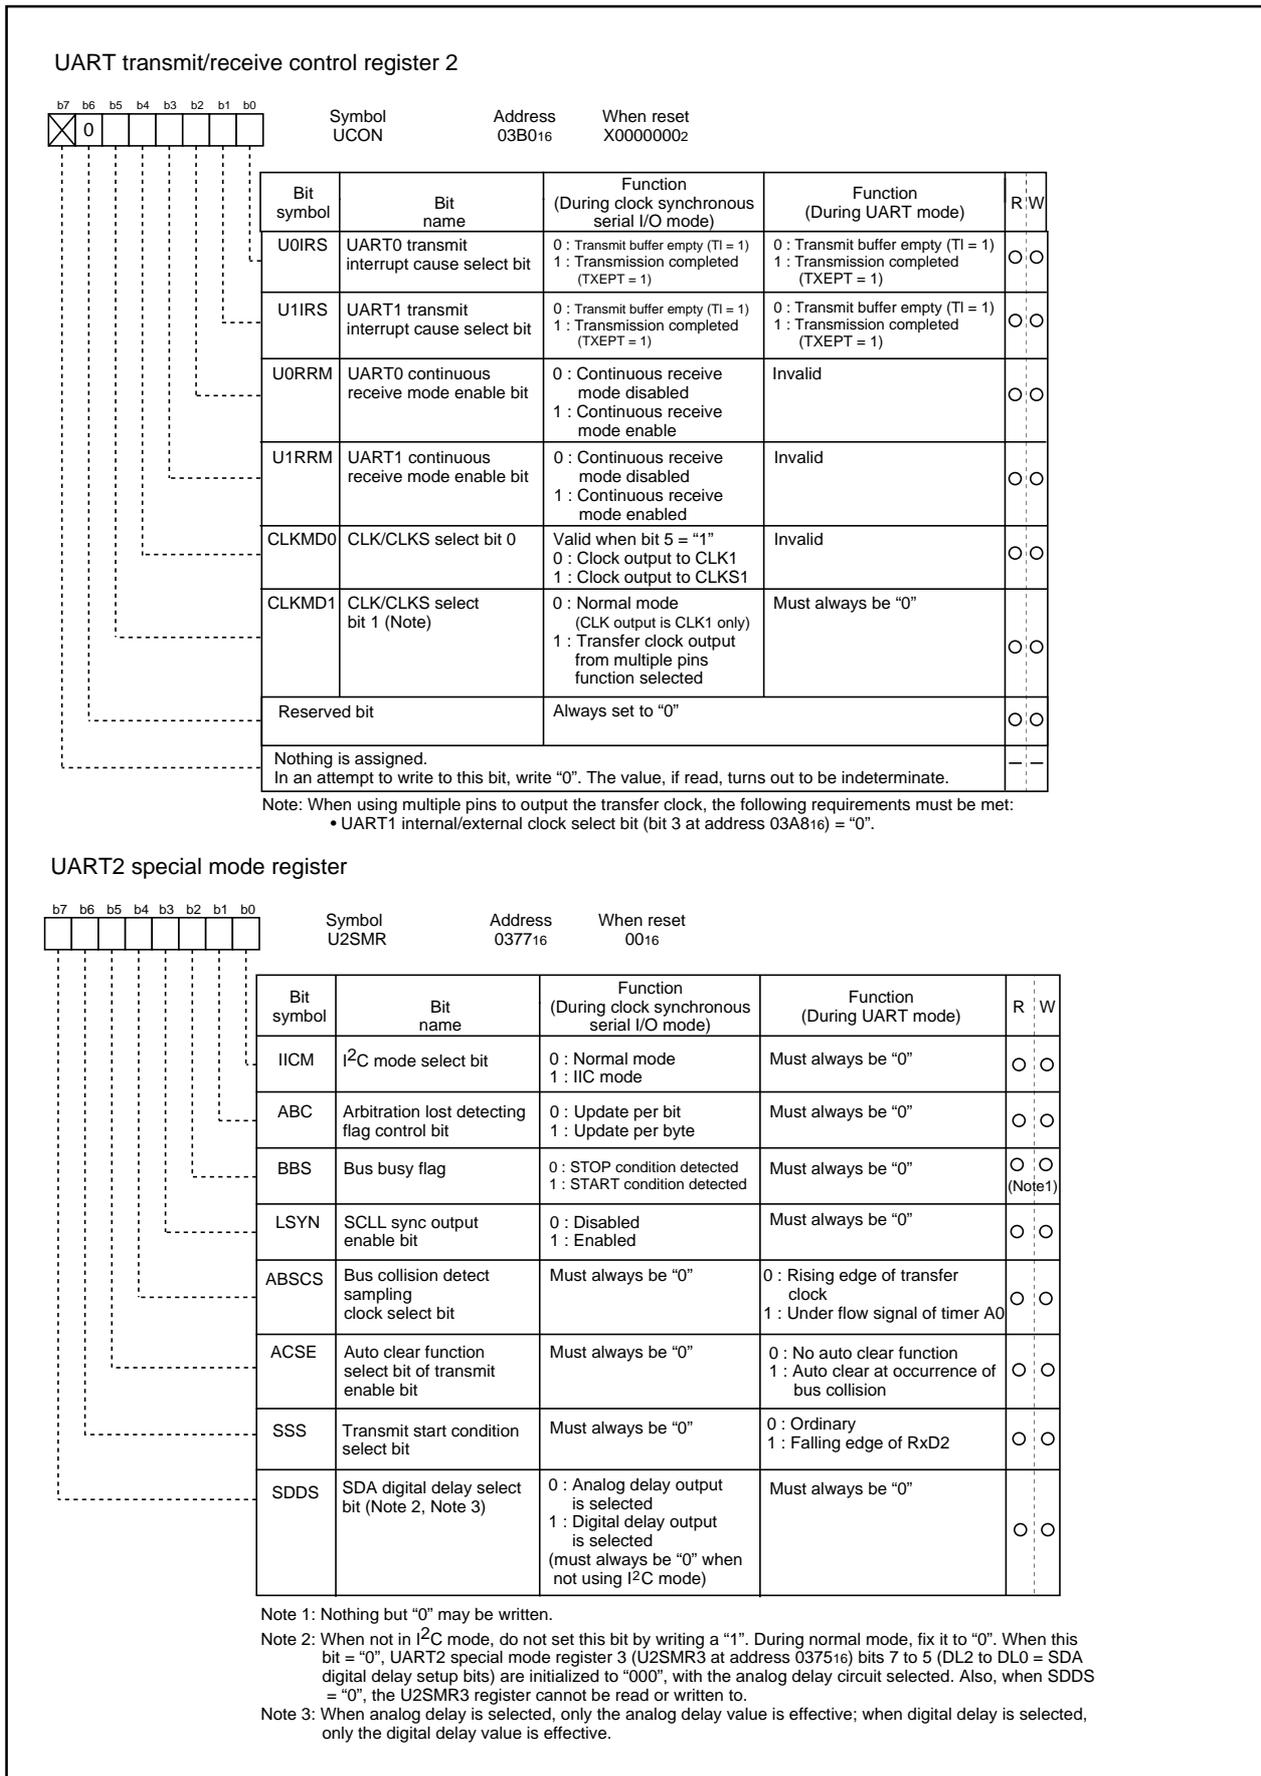 UART transmit/receive control register 2
b7 b6 b5 b4 b3 b2 b1 b0
0
Symbol Address When reset
UCON 03B016 X00000002
Bit symbol Bit name Function (During clock synchronous serial I/O mode) Function (During UART mode) R W
U0IRS UART0 transmit interrupt cause select bit
0 : Transmit buffer empty (TI = 1)
1 : Transmission completed
(TXEPT = 1)
0 : Transmit buffer empty (TI = 1)
1 : Transmission completed
(TXEPT = 1)
U1IRS UART1 transmit interrupt cause select bit
0 : Transmit buffer empty (TI = 1)
1 : Transmission completed
(TXEPT = 1)
0 : Transmit buffer empty (TI = 1)
1 : Transmission completed
(TXEPT = 1)
U0RRM UART0 continuous receive mode enable bit
0 : Continuous receive
mode disabled
1 : Continuous receive
mode enable
Invalid
U1RRM UART1 continuous receive mode enable bit
0 : Continuous receive
mode disabled
1 : Continuous receive
mode enabled
Invalid
CLKMD0 CLK/CLKS select bit 0
Valid when bit 5 = “1”
0 : Clock output to CLK1
1 : Clock output to CLKS1
Invalid
CLKMD1 CLK/CLKS select bit 1 (Note)
0 : Normal mode
(CLK output is CLK1 only)
1 : Transfer clock output
from multiple pins
function selected
Must always be “0”
Reserved bit Always set to “0”
Nothing is assigned.
In an attempt to write to this bit, write “0”. The value, if read, turns out to be indeterminate.
– –
Note: When using multiple pins to output the transfer clock, the following requirements must be met:
• UART1 internal/external clock select bit (bit 3 at address 03A816) = “0”.
UART2 special mode register
b7 b6 b5 b4 b3 b2 b1 b0
Symbol Address When reset
U2SMR 037716 0016
Bit symbol Bit name Function (During clock synchronous serial I/O mode) Function (During UART mode) R W
IICM I2C mode select bit
0 : Normal mode
1 : IIC mode
Must always be “0”
ABC Arbitration lost detecting flag control bit
0 : Update per bit
1 : Update per byte
Must always be “0”
BBS Bus busy flag
0 : STOP condition detected
1 : START condition detected
Must always be “0”
(Note1)
LSYN SCLL sync output enable bit
0 : Disabled
1 : Enabled
Must always be “0”
ABSCS Bus collision detect sampling clock select bit
Must always be “0”
0 : Rising edge of transfer
clock
1 : Under flow signal of timer A0
ACSE Auto clear function select bit of transmit enable bit
Must always be “0”
0 : No auto clear function
1 : Auto clear at occurrence of
bus collision
SSS Transmit start condition select bit
Must always be “0”
0 : Ordinary
1 : Falling edge of RxD2
SDDS SDA digital delay select bit (Note 2, Note 3)
0 : Analog delay output
is selected
1 : Digital delay output
is selected
(must always be “0” when
not using I2C mode)
Must always be “0”
Note 1: Nothing but “0” may be written.
Note 2: When not in I2C mode, do not set this bit by writing a “1”. During normal mode, fix it to “0”. When this
bit = “0”, UART2 special mode register 3 (U2SMR3 at address 037516) bits 7 to 5 (DL2 to DL0 = SDA
digital delay setup bits) are initialized to “000”, with the analog delay circuit selected. Also, when SDDS
= “0”, the U2SMR3 register cannot be read or written to.
Note 3: When analog delay is selected, only the analog delay value is effective; when digital delay is selected,
only the digital delay value is effective.